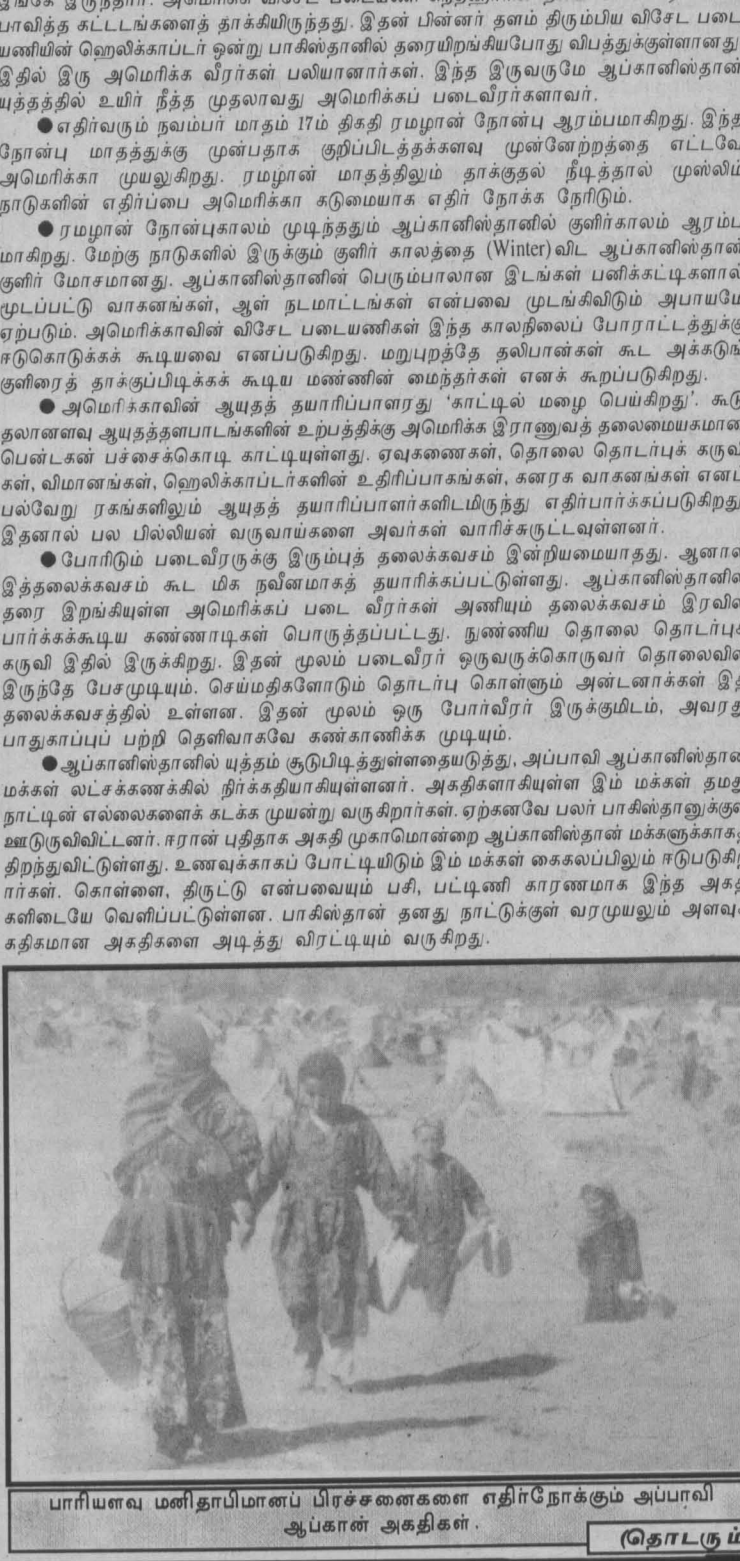 பாவித்த கட்டடங்களைத் தாக்கியிருந்தது. இதன் பின்னர் தளம் திரும்பிய விசேட படை
யணியின் ஹெலிக்காப்டர் ஒன்று பாகிஸ்தானில் தரையிறங்கியபோது விபத்துக்குள்ளானது
இதில் இரு அமெரிக்க வீரர்கள் பலியானார்கள். இந்த இருவருமே ஆப்கானிஸ்தான்
யுத்தத்தில் உயிர் நீத்த முதலாவது அமெரிக்கப் படைவீரர்களாவர்.
● எதிர்வரும் நவம்பர் மாதம் 17ம் திகதி ரமழான் நோன்பு ஆரம்பமாகிறது. இந்த
நோன்பு மாதத்துக்கு முன்பதாக குறிப்பிடத்தக்களவு முன்னேற்றத்தை எட்டவே
அமெரிக்கா முயலுகிறது. ரமழான் மாதத்திலும் தாக்குதல் நீடித்தால் முஸ்லிம்
நாடுகளின் எதிர்ப்பை அமெரிக்கா கடுமையாக எதிர் நோக்க நேரிடும்.
● ரமழான் நோன்புகாலம் முடிந்ததும் ஆப்கானிஸ்தானில் குளிர்காலம் ஆரம்ப
மாகிறது. மேற்கு நாடுகளில் இருக்கும் குளிர் காலத்தை (Winter) விட ஆப்கானிஸ்தான்
குளிர் மோசமானது. ஆப்கானிஸ்தானின் பெரும்பாலான இடங்கள் பனிக்கட்டிகளால்
மூடப்பட்டு வாகனங்கள், ஆள் நடமாட்டங்கள் என்பவை முடங்கிவிடும் அபாயமே
ஏற்படும். அமெரிக்காவின் விசேட படையணிகள் இந்த காலநிலைப் போராட்டத்துக்கு
ஈடுகொடுக்கக் கூடியவை எனப்படுகிறது. மறுபுறத்தே தலிபான்கள் கூட அக்கடுங்
குளிரைத் தாக்குப்பிடிக்கக் கூடிய மண்ணின் மைந்தர்கள் எனக் கூறப்படுகிறது.
● அமெரிக்காவின் ஆயுதத் தயாரிப்பாளரது 'காட்டில் மழை பெய்கிறது'. கூடு
தலானளவு ஆயுதத்தளபாடங்களின் உற்பத்திக்கு அமெரிக்க இராணுவத் தலைமையகமான
பென்டகன் பச்சைக்கொடி காட்டியுள்ளது. ஏவுகணைகள், தொலை தொடர்புக் கருவி
கள், விமானங்கள், ஹெலிக்காப்டர்களின் உதிரிப்பாகங்கள், கனரக வாகனங்கள் எனப்
பல்வேறு ரகங்களிலும் ஆயுதத் தயாரிப்பாளர்களிடமிருந்து எதிர்பார்க்கப்படுகிறது
இதனால் பல பில்லியன் வருவாய்களை அவர்கள் வாரிச்சுருட்டவுள்ளனர்.
● போரிடும் படைவீரருக்கு இரும்புத் தலைக்கவசம் இன்றியமையாதது. ஆனால்
இத்தலைக்கவசம் கூட மிக நவீனமாகத் தயாரிக்கப்பட்டுள்ளது. ஆப்கானிஸ்தானில்
தரை இறங்கியுள்ள அமெரிக்கப் படை வீரர்கள் அணியும் தலைக்கவசம் இரவில்
பார்க்கக்கூடிய கண்ணாடிகள் பொருத்தப்பட்டது. நுண்ணிய தொலை தொடர்புக்
கருவி இதில் இருக்கிறது. இதன் மூலம் படைவீரர் ஒருவருக்கொருவர் தொலைவில்
இருந்தே பேசமுடியும். செய்மதிகளோடும் தொடர்பு கொள்ளும் அன்டனாக்கள் இத்
தலைக்கவசத்தில் உள்ளன. இதன் மூலம் ஒரு போர்வீரர் இருக்குமிடம், அவரது
பாதுகாப்புப் பற்றி தெளிவாகவே கண்காணிக்க முடியும்.
● ஆப்கானிஸ்தானில் யுத்தம் சூடுபிடித்துள்ளதையடுத்து, அப்பாவி ஆப்கானிஸ்தான்
மக்கள் லட்சக்கணக்கில் நிர்க்கதியாகியுள்ளனர். அகதிகளாகியுள்ள இம் மக்கள் தமது
நாட்டின் எல்லைகளைக் கடக்க முயன்று வருகிறார்கள். ஏற்கனவே பலர் பாகிஸ்தானுக்குள்
ஊடுருவிவிட்டனர். ஈரான் புதிதாக அகதி முகாமொன்றை ஆப்கானிஸ்தான் மக்களுக்காகத்
திறந்துவிட்டுள்ளது. உணவுக்காகப் போட்டியிடும் இம் மக்கள் கைகலப்பிலும் ஈடுபடுகிற
ார்கள். கொள்ளை, திருட்டு என்பவையும் பசி, பட்டிணி காரணமாக இந்த அகதி
களிடையே வெளிப்பட்டுள்ளன. பாகிஸ்தான் தனது நாட்டுக்குள் வரமுயலும் அளவுக்
கதிகமான அகதிகளை அடித்து விரட்டியும் வருகிறது.
பாரியளவு மனிதாபிமானப் பிரச்சனைகளை எதிர்நோக்கும் அப்பாவி
ஆப்கான் அகதிகள்.
(தொடரும்